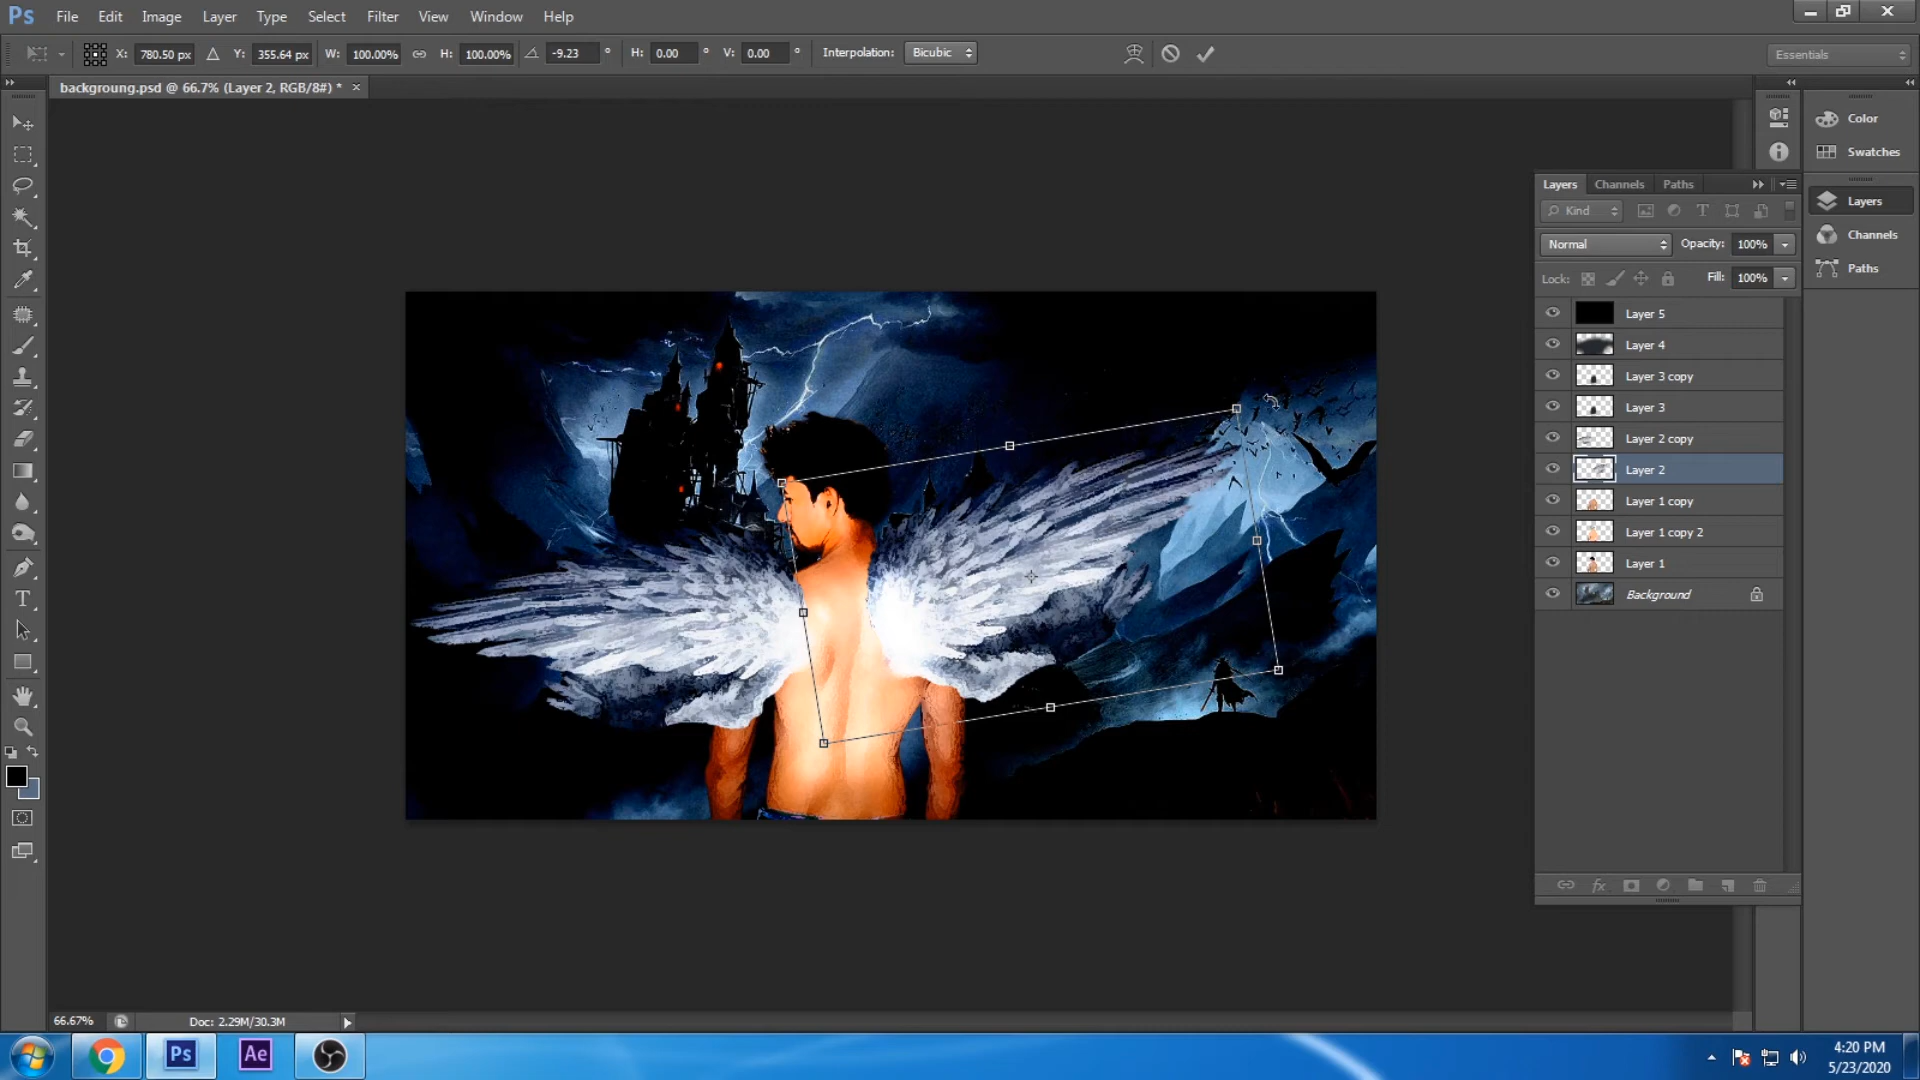 Ps File Edit Image Layer Type Select Filter View Window Help
X: 780.50 px Y: 355.64 px W: 100.00% H: 100.00% -9.23 ° H: 0.00 ° V: 0.00 ° Interpolation: Bicubic Essentials
backgroung.psd @ 66.7% (Layer 2, RGB/8#) * ×
Color
Swatches
Layers
Channels
Paths
Layers Channels Paths
Kind
Normal Opacity: 100%
Lock: Fill: 100%
Layer 5
Layer 4
Layer 3 copy
Layer 3
Layer 2 copy
Layer 2
Layer 1 copy
Layer 1 copy 2
Layer 1
Background
66.67% Doc: 2.29M/30.3M
Ps Ae
4:20 PM
5/23/2020